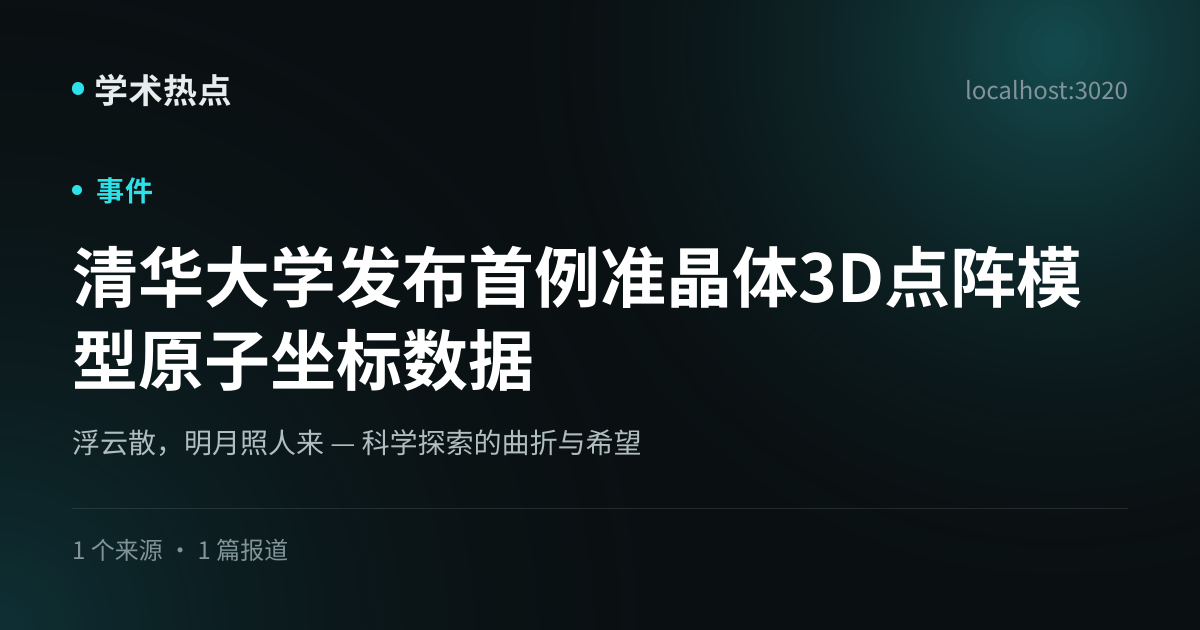 学术热点
localhost:3020
事件
清华大学发布首例准晶体3D点阵模
型原子坐标数据
浮云散，明月照人来 — 科学探索的曲折与希望
1 个来源 · 1 篇报道